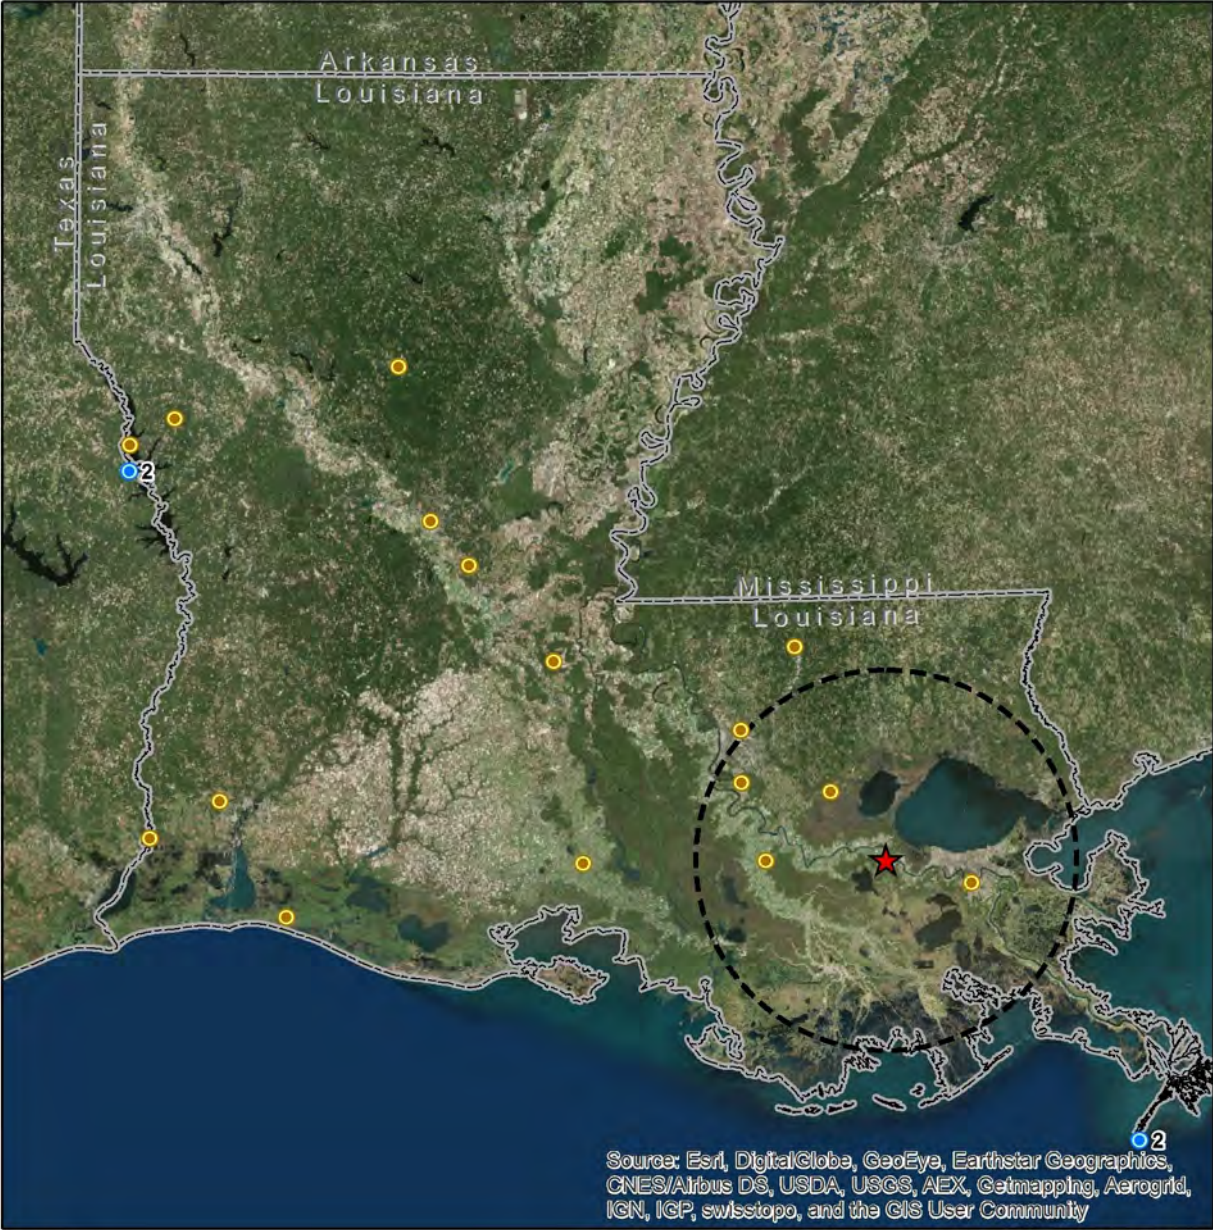 Arkansas
Louisiana
Texas
Louisiana
2
Mississippi
Louisiana
2
Source: Esri, DigitalGlobe, GeoEye, Earthstar Geographics,
CNES/Airbus DS, USDA, USGS, AEX, Getmapping, Aerogrid,
IGN, IGP, swisstopo, and the GIS User Community